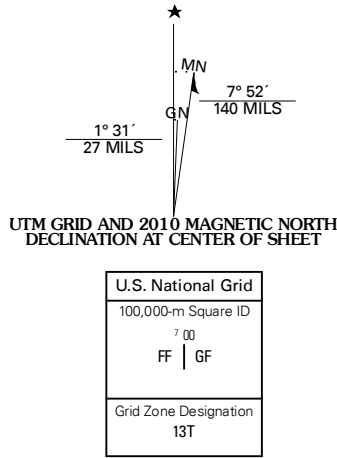 ★
MN
GN
7° 52´
140 MILS
1° 31´
27 MILS
UTM GRID AND 2010 MAGNETIC NORTH
DECLINATION AT CENTER OF SHEET
U.S. National Grid
100,000-m Square ID
7 00
FF GF
Grid Zone Designation
13T